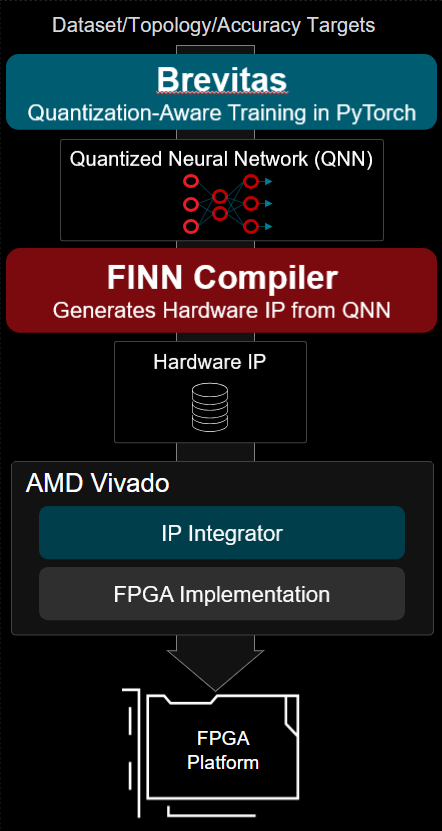 Dataset/Topology/Accuracy Targets
Brevitas
Quantization-Aware Training in PyTorch
Quantized Neural Network (QNN)
FINN Compiler
Generates Hardware IP from QNN
Hardware IP
AMD Vivado
IP Integrator
FPGA Implementation
FPGA
Platform